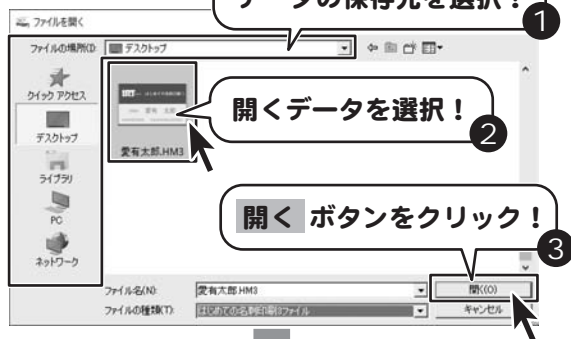 データの保存先を選択！
1
ファイルを開く
ファイルの場所(I):
デスクトップ
クイック アクセス
デスクトップ
ライブラリ
PC
ネットワーク
愛有太郎.HM3
開くデータを選択！
2
開く ボタンをクリック！
3
ファイル名(N):
愛有太郎.HM3
開く(O)
ファイルの種類(T):
はじめての名刺印刷3ファイル
キャンセル